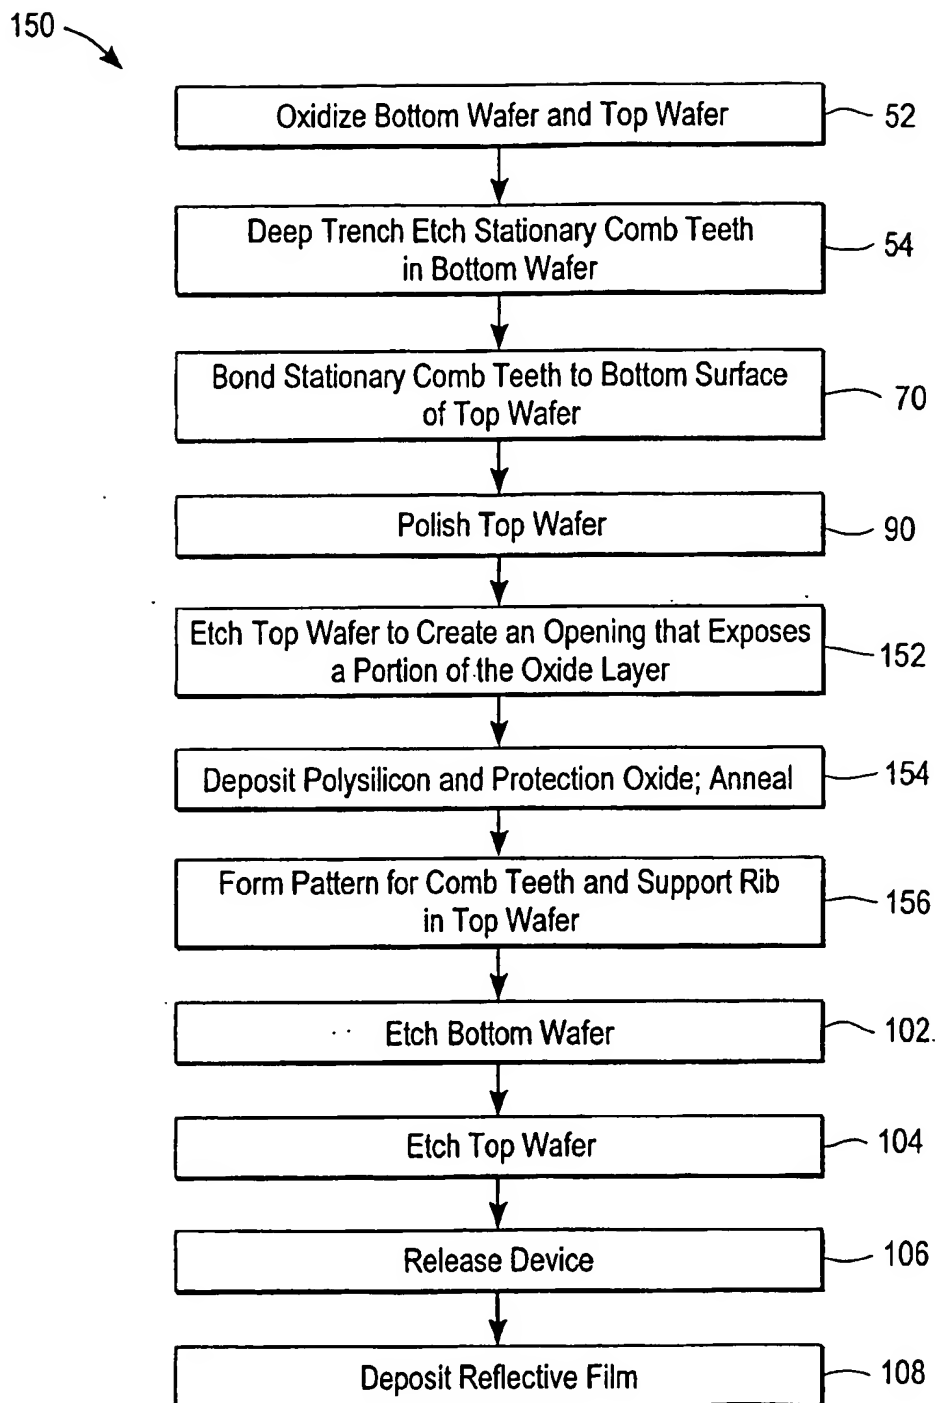 150
Oxidize Bottom Wafer and Top Wafer
52
Deep Trench Etch Stationary Comb Teeth
in Bottom Wafer
54
Bond Stationary Comb Teeth to Bottom Surface
of Top Wafer
70
Polish Top Wafer
90
Etch Top Wafer to Create an Opening that Exposes
a Portion of the Oxide Layer
152
Deposit Polysilicon and Protection Oxide; Anneal
154
Form Pattern for Comb Teeth and Support Rib
in Top Wafer
156
Etch Bottom Wafer
102
Etch Top Wafer
104
Release Device
106
Deposit Reflective Film
108